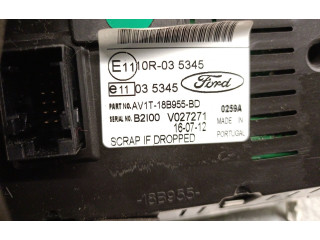 E11 10R-03 5345
e11 03 5345
Ford
PART NO. AV1T-18B955-BD
SERIAL NO. B2I00 V027271
16-07-12
0259A
MADE IN
PORTUGAL
SCRAP IF DROPPED
-18B955-